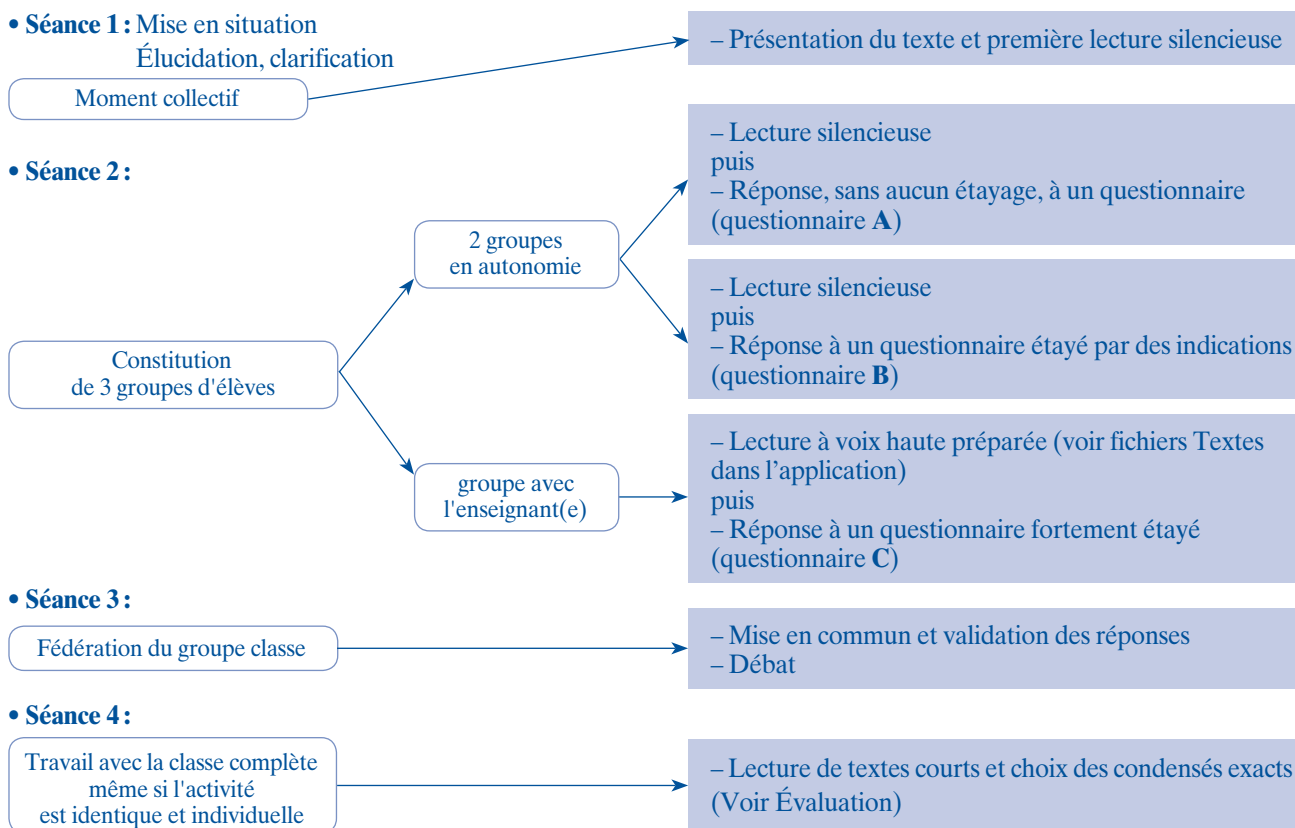 • Séance 1 : Mise en situation
Élucidation, clarification
Moment collectif
– Présentation du texte et première lecture silencieuse
• Séance 2 :
Constitution
de 3 groupes d'élèves
2 groupes
en autonomie
– Lecture silencieuse
puis
– Réponse, sans aucun étayage, à un questionnaire
(questionnaire A)
– Lecture silencieuse
puis
– Réponse à un questionnaire étayé par des indications
(questionnaire B)
groupe avec
l'enseignant(e)
– Lecture à voix haute préparée (voir fichiers Textes
dans l’application)
puis
– Réponse à un questionnaire fortement étayé
(questionnaire C)
• Séance 3 :
Fédération du groupe classe
– Mise en commun et validation des réponses
– Débat
• Séance 4 :
Travail avec la classe complète
même si l'activité
est identique et individuelle
– Lecture de textes courts et choix des condensés exacts
(Voir Évaluation)